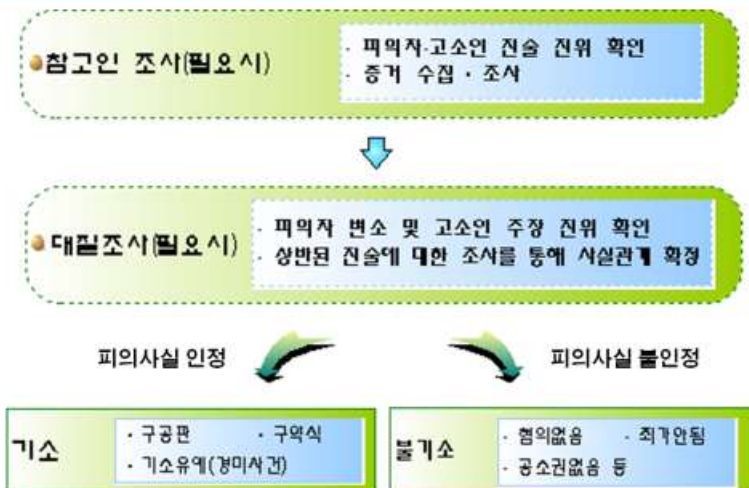 참고인 조사(필요시)
· 피의자·고소인 진술 진위 확인
· 증거 수집 · 조사
대질조사(필요시)
· 피의자 변소 및 고소인 주장 진위 확인
· 상반된 진술에 대한 조사를 통해 사실관계 확정
피의사실 인정
피의사실 불인정
기소
· 구공판 · 구약식
· 기소유예(경미사건)
불기소
· 혐의없음 · 죄가안됨
· 공소권없음 등